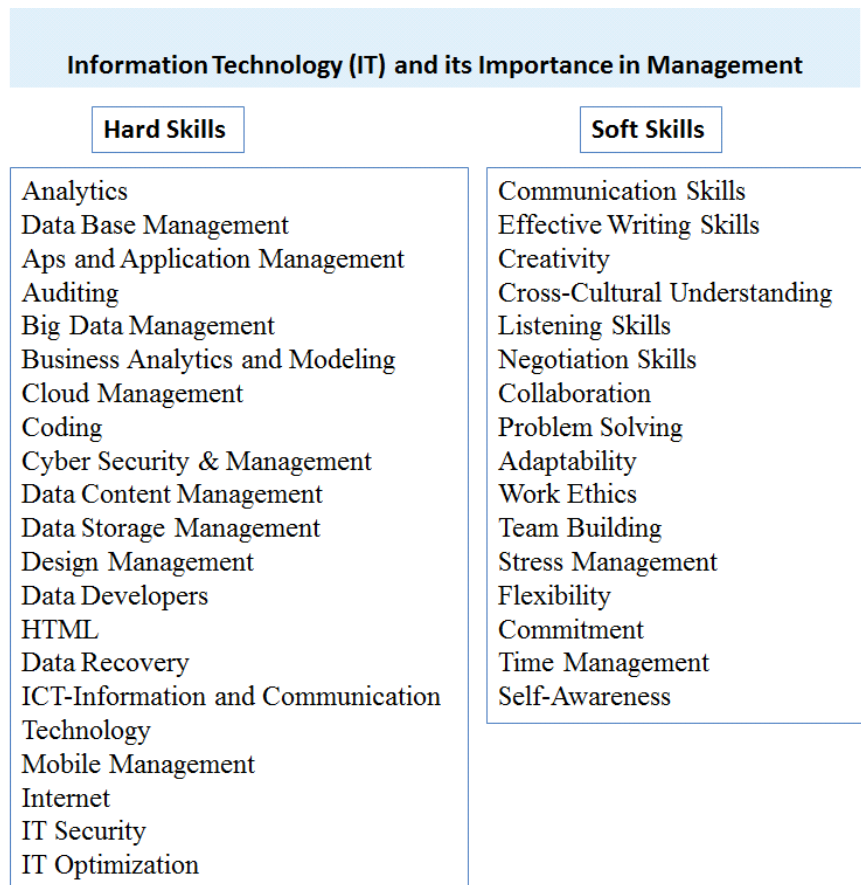 Information Technology (IT) and its Importance in Management
Hard Skills
Analytics
Data Base Management
Aps and Application Management
Auditing
Big Data Management
Business Analytics and Modeling
Cloud Management
Coding
Cyber Security & Management
Data Content Management
Data Storage Management
Design Management
Data Developers
HTML
Data Recovery
ICT-Information and Communication
Technology
Mobile Management
Internet
IT Security
IT Optimization
Soft Skills
Communication Skills
Effective Writing Skills
Creativity
Cross-Cultural Understanding
Listening Skills
Negotiation Skills
Collaboration
Problem Solving
Adaptability
Work Ethics
Team Building
Stress Management
Flexibility
Commitment
Time Management
Self-Awareness